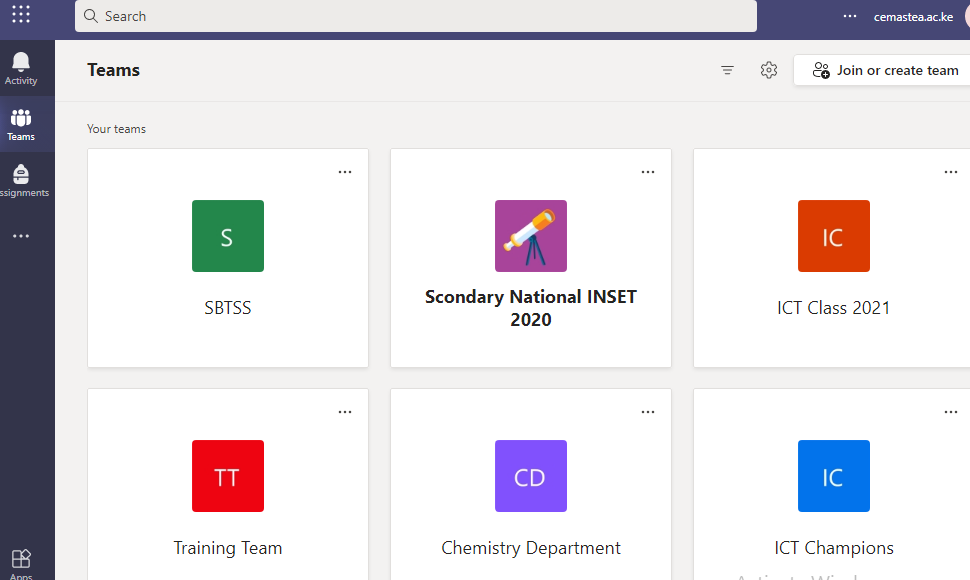 Search
cemastea.ac.ke
Activity
Teams
Join or create team
Teams
Your teams
ssignments
S
SBTSS
Scondary National INSET
2020
IC
ICT Class 2021
TT
Training Team
CD
Chemistry Department
IC
ICT Champions
Apps